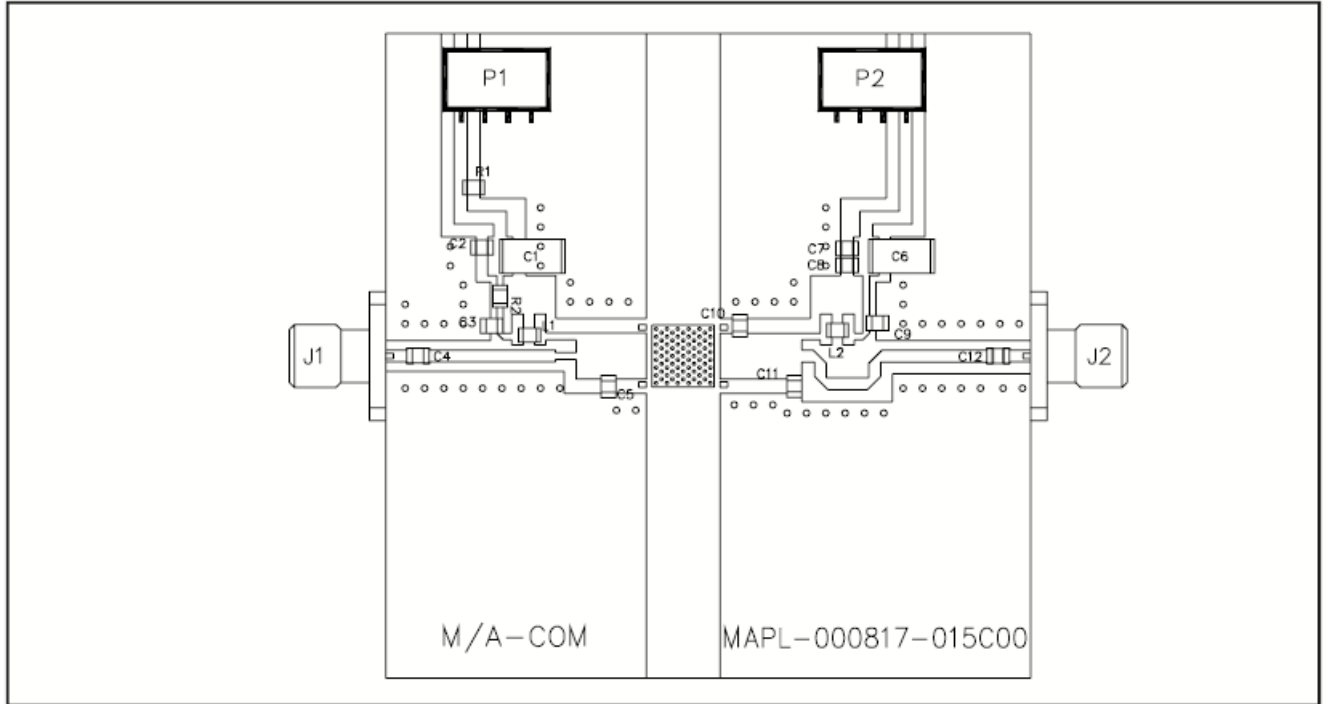 P1
P2
R1
C2
C1
C7
C8
C6
R2
C3
L1
C10
L2
C9
J1
C4
C12
J2
C11
C5
M/A-COM
MAPL-000817-015C00